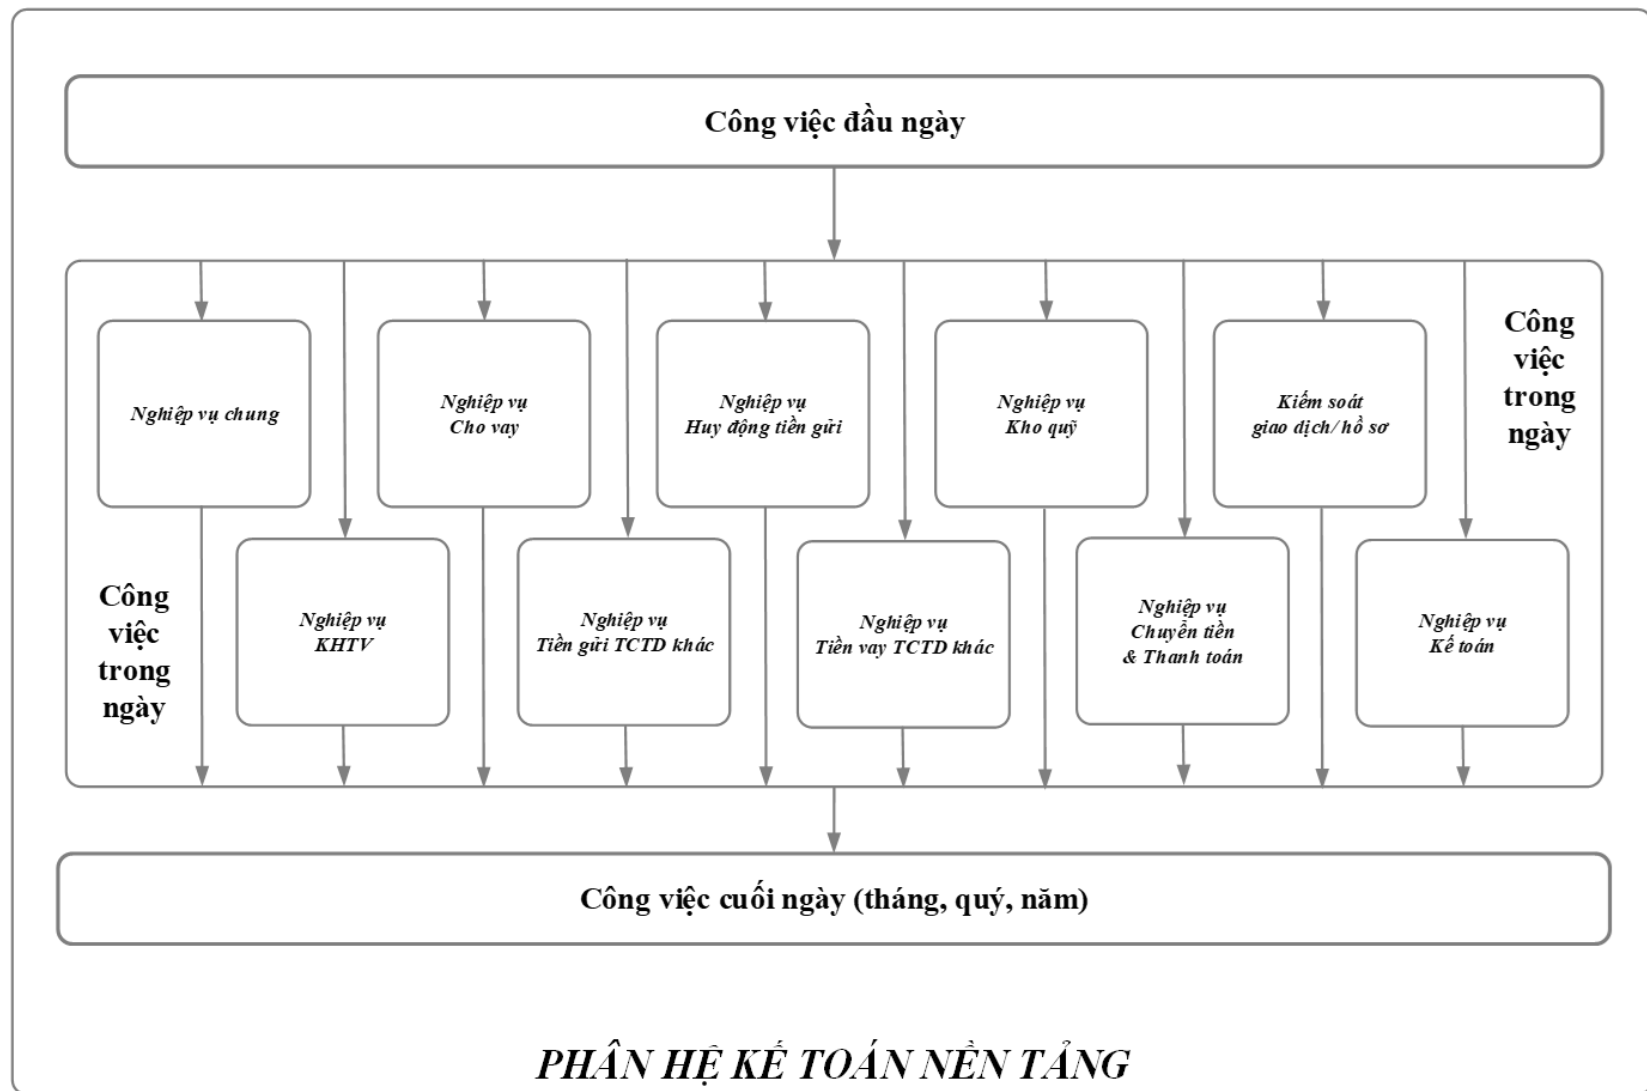 Công việc đầu ngày
Công
việc
trong
ngày
Nghiệp vụ chung
Nghiệp vụ
Cho vay
Nghiệp vụ
Huy động tiền gửi
Nghiệp vụ
Kho quỹ
Kiểm soát
giao dịch/ hồ sơ
Công
việc
trong
ngày
Nghiệp vụ
KHTV
Nghiệp vụ
Tiền gửi TCTD khác
Nghiệp vụ
Tiền vay TCTD khác
Nghiệp vụ
Chuyển tiền
& Thanh toán
Nghiệp vụ
Kế toán
Công việc cuối ngày (tháng, quý, năm)
PHÂN HỆ KẾ TOÁN NỀN TẢNG